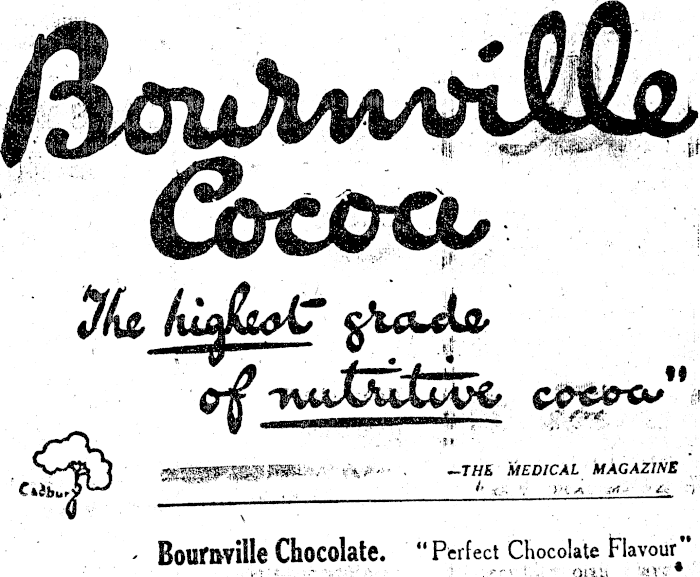 Bournville
Cocoa
The highest grade
of nutritive cocoa"
Cadbury
—THE MEDICAL MAGAZINE
Bournville Chocolate. "Perfect Chocolate Flavour"